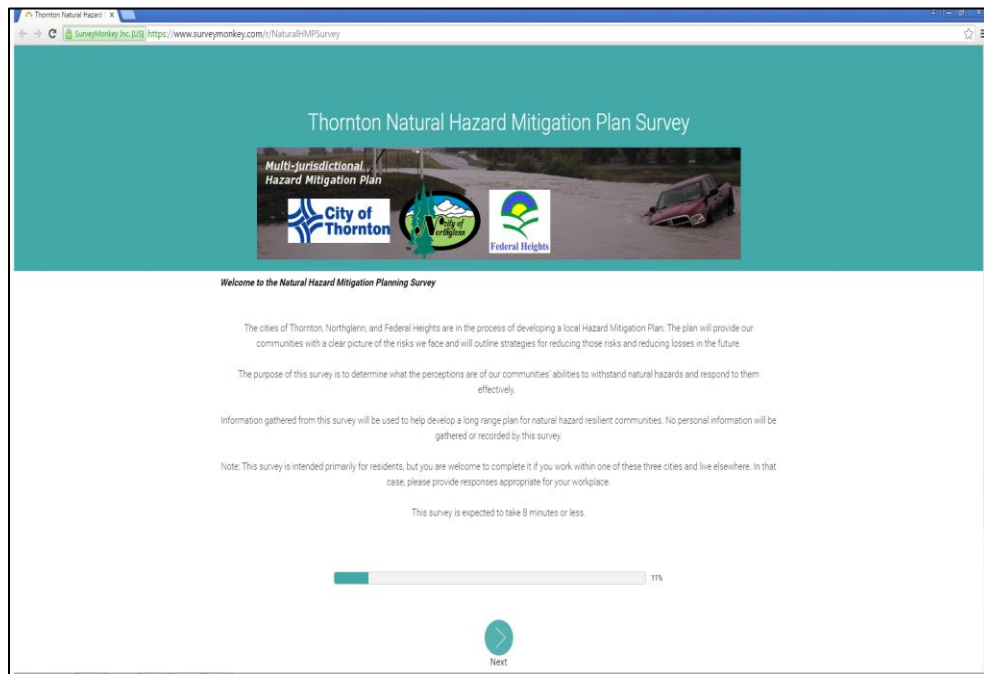 Thornton Natural Hazard
SurveyMonkey Inc. [US] https://www.surveymonkey.com/r/NaturalHMPSurvey
Thornton Natural Hazard Mitigation Plan Survey
Multi-jurisdictional
Hazard Mitigation Plan
City of
Thornton
City of
Northglenn
Federal Heights
Welcome to the Natural Hazard Mitigation Planning Survey
The cities of Thornton, Northglenn, and Federal Heights are in the process of developing a local Hazard Mitigation Plan. The plan will provide our
communities with a clear picture of the risks we face and will outline strategies for reducing those risks and reducing losses in the future.
The purpose of this survey is to determine what the perceptions are of our communities' abilities to withstand natural hazards and respond to them
effectively.
Information gathered from this survey will be used to help develop a long range plan for natural hazard resilient communities. No personal information will be
gathered or recorded by this survey.
Note: This survey is intended primarily for residents, but you are welcome to complete it if you work within one of these three cities and live elsewhere. In that
case, please provide responses appropriate for your workplace.
This survey is expected to take 8 minutes or less.
11%
Next